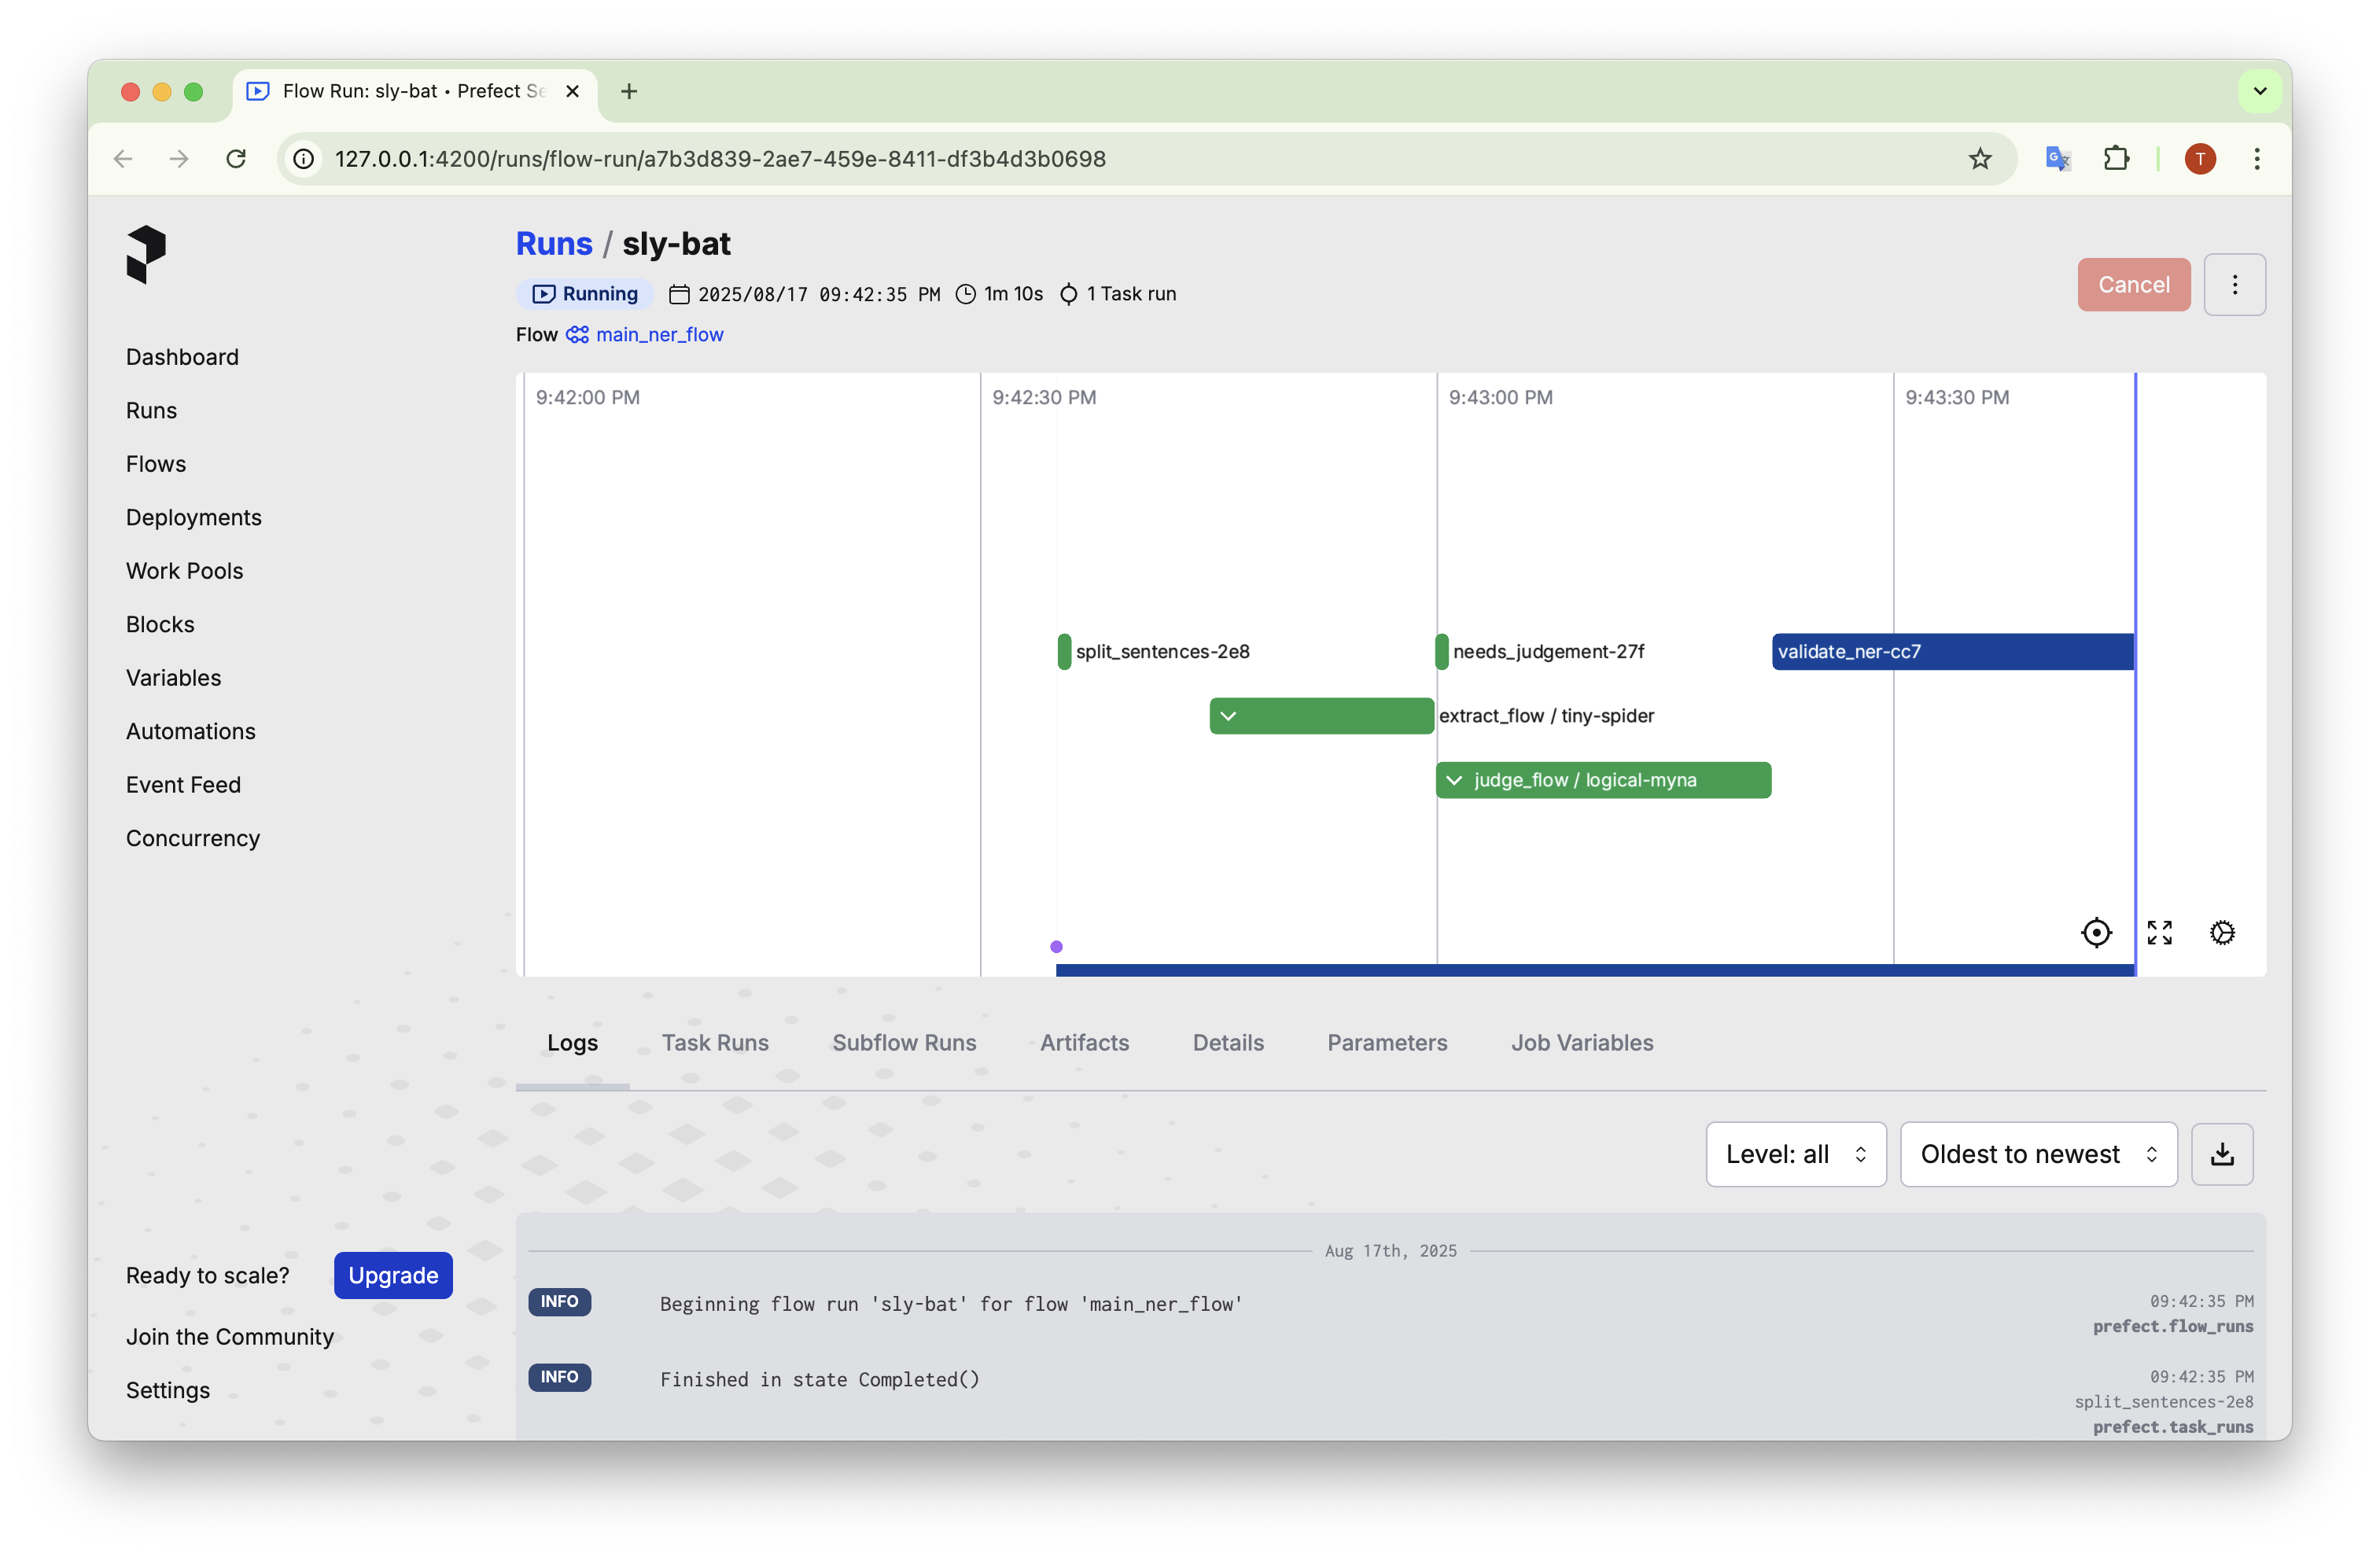 Flow Run: sly-bat • Prefect Se
127.0.0.1:4200/runs/flow-run/a7b3d839-2ae7-459e-8411-df3b4d3b0698
T
Runs / sly-bat
Running 2025/08/17 09:42:35 PM 1m 10s 1 Task run
Cancel
Flow main_ner_flow
Dashboard
Runs
Flows
Deployments
Work Pools
Blocks
Variables
Automations
Event Feed
Concurrency
Ready to scale? Upgrade
Join the Community
Settings
9:42:00 PM 9:42:30 PM 9:43:00 PM 9:43:30 PM
split_sentences-2e8 needs_judgement-27f validate_ner-cc7
extract_flow / tiny-spider
judge_flow / logical-myna
Logs Task Runs Subflow Runs Artifacts Details Parameters Job Variables
Level: all Oldest to newest
Aug 17th, 2025
INFO Beginning flow run 'sly-bat' for flow 'main_ner_flow' 09:42:35 PM
prefect.flow_runs
INFO Finished in state Completed() 09:42:35 PM
split_sentences-2e8
prefect.task_runs